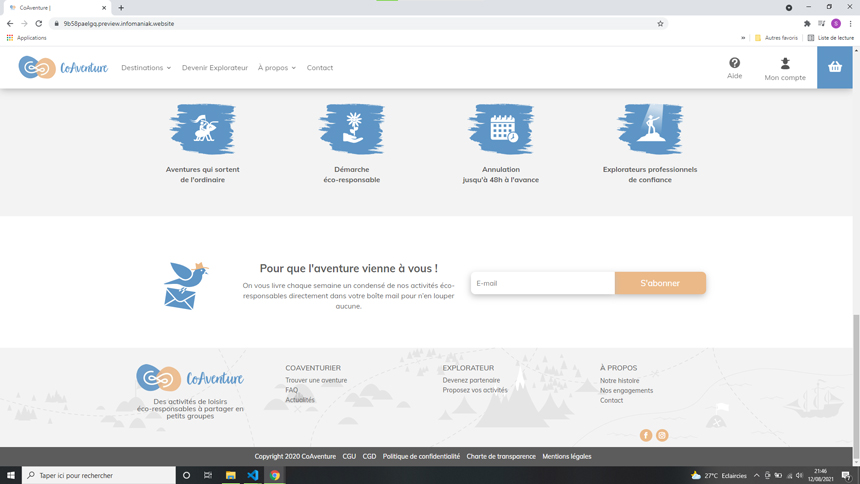 CoAventure |
9b58paelgq.preview.infomaniak.website
Applications
»
Autres favoris
Liste de lecture
CoAventure
Destinations
Devenir Explorateur
À propos
Contact
Aide
Mon compte
Aventures qui sortent
de l'ordinaire
Démarche
éco-responsable
Annulation
jusqu'à 48h à l'avance
Explorateurs professionnels
de confiance
Pour que l'aventure vienne à vous !
On vous livre chaque semaine un condensé de nos activités éco-
responsables directement dans votre boîte mail pour n'en louper
aucune.
E-mail
S'abonner
CoAventure
Des activités de loisirs
éco-responsables à partager en
petits groupes
COAVENTURIER
Trouver une aventure
FAQ
Actualités
EXPLORATEUR
Devenez partenaire
Proposez vos activités
À PROPOS
Notre histoire
Nos engagements
Contact
Copyright 2020 CoAventure CGU CGD Politique de confidentialité Charte de transparence Mentions légales
Taper ici pour rechercher
27°C Eclaircies
21:46
12/08/2021